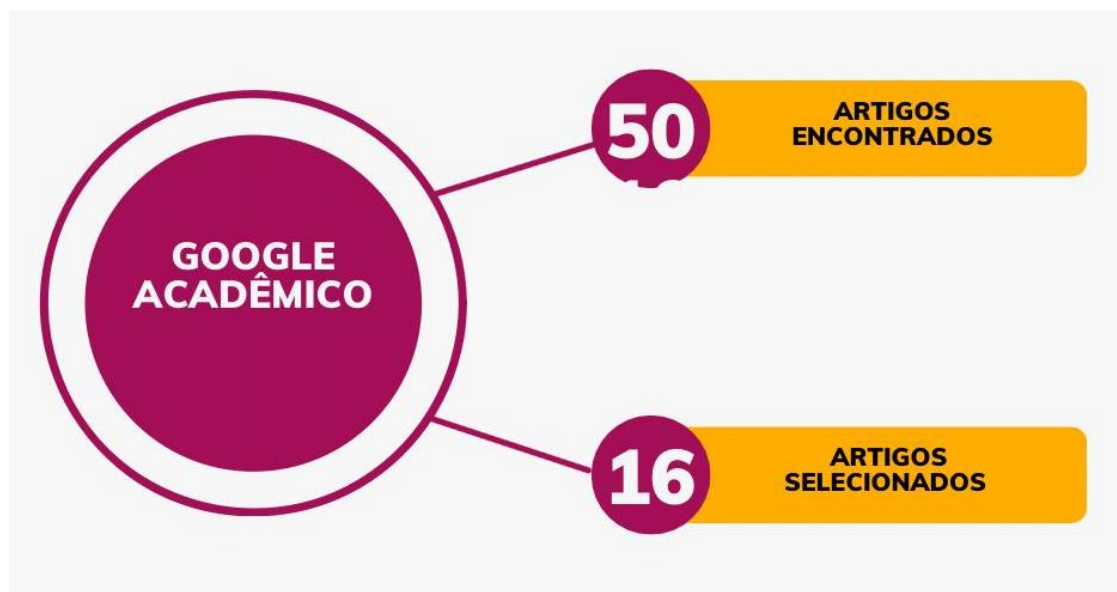 GOOGLE
ACADÊMICO
50
ARTIGOS
ENCONTRADOS
16
ARTIGOS
SELECIONADOS